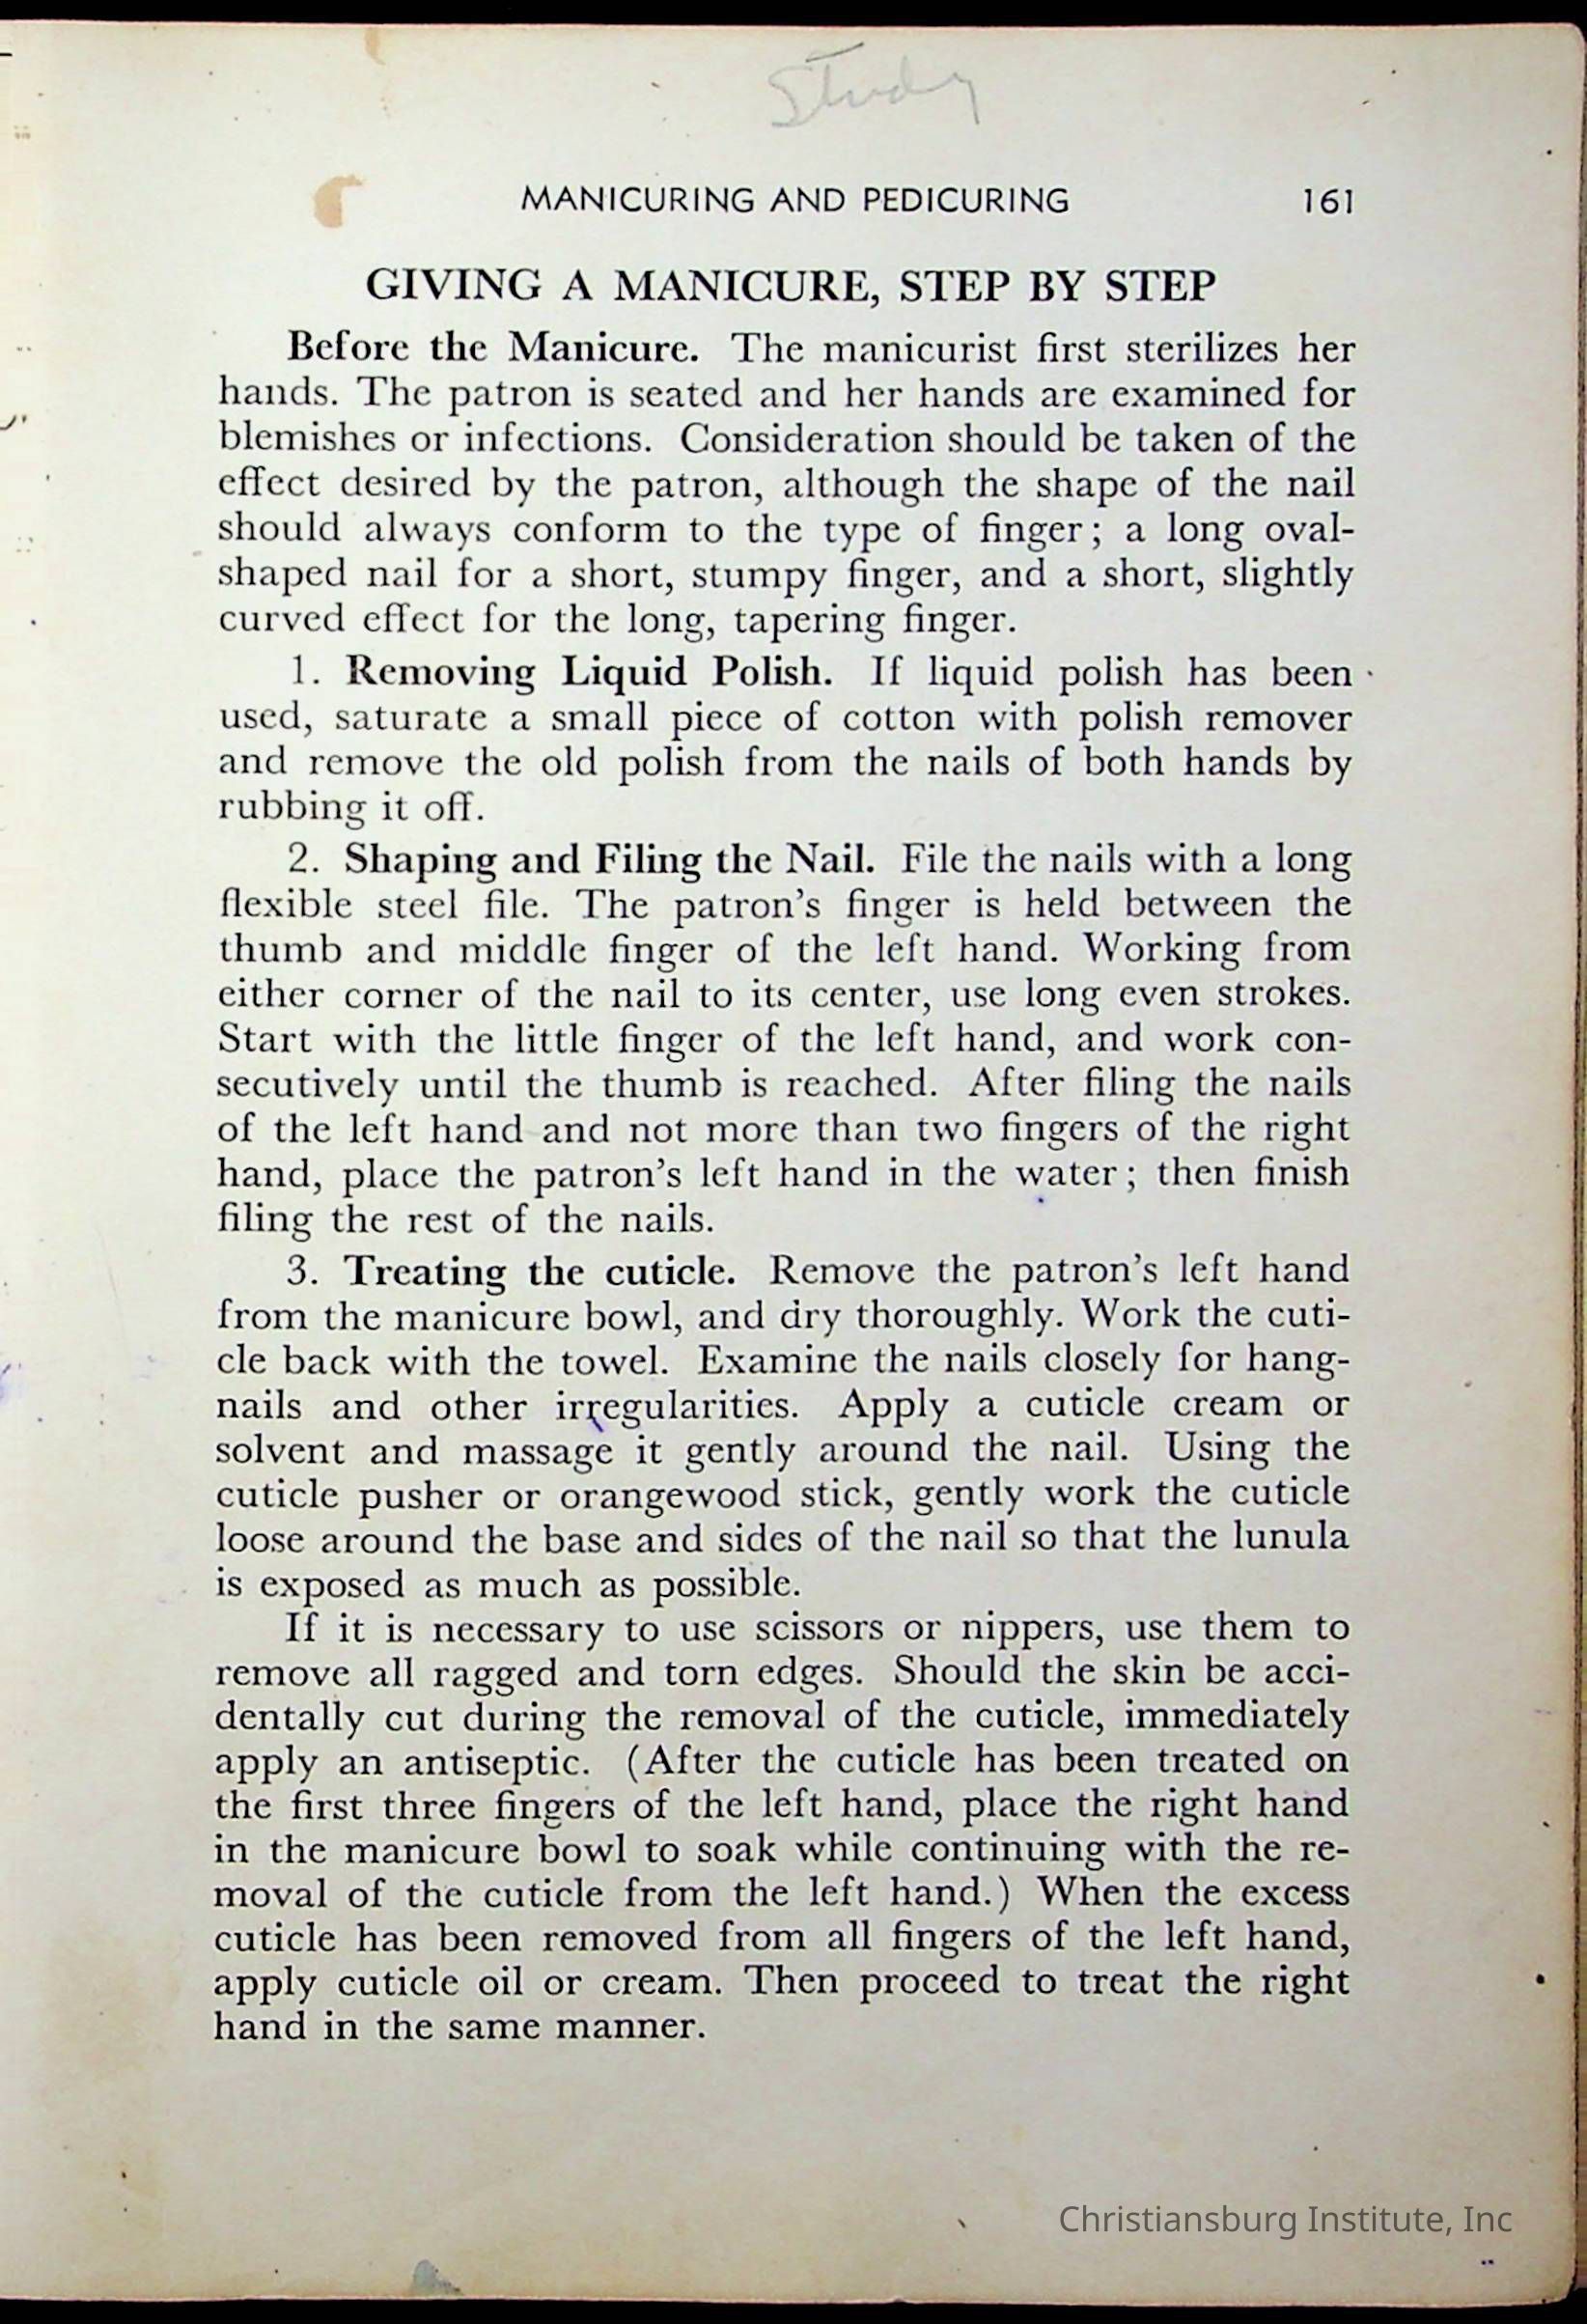 Study
MANICURING AND PEDICURING 161
GIVING A MANICURE, STEP BY STEP
Before the Manicure. The manicurist first sterilizes her
hands. The patron is seated and her hands are examined for
blemishes or infections. Consideration should be taken of the
effect desired by the patron, although the shape of the nail
should always conform to the type of finger; a long oval-
shaped nail for a short, stumpy finger, and a short, slightly
curved effect for the long, tapering finger.
1. Removing Liquid Polish. If liquid polish has been
used, saturate a small piece of cotton with polish remover
and remove the old polish from the nails of both hands by
rubbing it off.
2. Shaping and Filing the Nail. File the nails with a long
flexible steel file. The patron's finger is held between the
thumb and middle finger of the left hand. Working from
either corner of the nail to its center, use long even strokes.
Start with the little finger of the left hand, and work con-
secutively until the thumb is reached. After filing the nails
of the left hand and not more than two fingers of the right
hand, place the patron's left hand in the water; then finish
filing the rest of the nails.
3. Treating the cuticle. Remove the patron's left hand
from the manicure bowl, and dry thoroughly. Work the cuti-
cle back with the towel. Examine the nails closely for hang-
nails and other irregularities. Apply a cuticle cream or
solvent and massage it gently around the nail. Using the
cuticle pusher or orangewood stick, gently work the cuticle
loose around the base and sides of the nail so that the lunula
is exposed as much as possible.
If it is necessary to use scissors or nippers, use them to
remove all ragged and torn edges. Should the skin be acci-
dentally cut during the removal of the cuticle, immediately
apply an antiseptic. (After the cuticle has been treated on
the first three fingers of the left hand, place the right hand
in the manicure bowl to soak while continuing with the re-
moval of the cuticle from the left hand.) When the excess
cuticle has been removed from all fingers of the left hand,
apply cuticle oil or cream. Then proceed to treat the right
hand in the same manner.
Christiansburg Institute, Inc